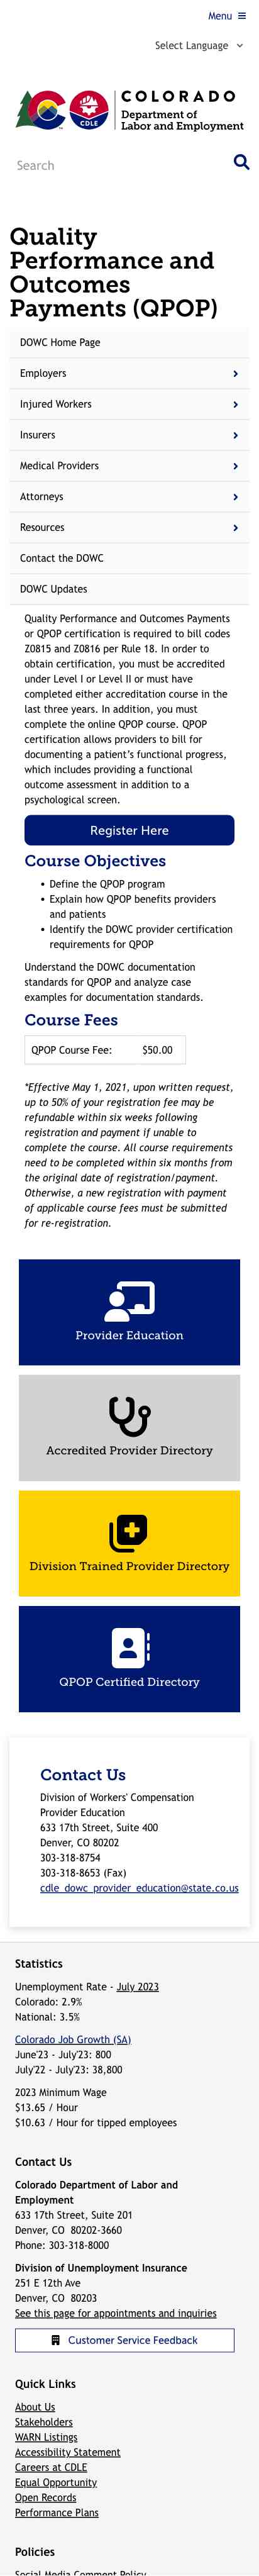 Menu
Select Language
CDLE
TM
COLORADO
Department of
Labor and Employment
Search
Quality
Performance and
Outcomes
Payments (QPOP)
DOWC Home Page
Employers
Injured Workers
Insurers
Medical Providers
Attorneys
Resources
Contact the DOWC
DOWC Updates
Quality Performance and Outcomes Payments
or QPOP certification is required to bill codes
Z0815 and Z0816 per Rule 18. In order to
obtain certification, you must be accredited
under Level I or Level II or must have
completed either accreditation course in the
last three years. In addition, you must
complete the online QPOP course. QPOP
certification allows providers to bill for
documenting a patient’s functional progress,
which includes providing a functional
outcome assessment in addition to a
psychological screen.
Register Here
Course Objectives
• Define the QPOP program
• Explain how QPOP benefits providers
and patients
• Identify the DOWC provider certification
requirements for QPOP
Understand the DOWC documentation
standards for QPOP and analyze case
examples for documentation standards.
Course Fees
QPOP Course Fee: $50.00
*Effective May 1, 2021, upon written request,
up to 50% of your registration fee may be
refundable within six weeks following
registration and payment if unable to
complete the course. All course requirements
need to be completed within six months from
the original date of registration/payment.
Otherwise, a new registration with payment
of applicable course fees must be submitted
for re-registration.
Provider Education
Accredited Provider Directory
Division Trained Provider Directory
QPOP Certified Directory
Contact Us
Division of Workers' Compensation
Provider Education
633 17th Street, Suite 400
Denver, CO 80202
303-318-8754
303-318-8653 (Fax)
cdle_dowc_provider_education@state.co.us
Statistics
Unemployment Rate - July 2023
Colorado: 2.9%
National: 3.5%
Colorado Job Growth (SA)
June'23 - July'23: 800
July'22 - July'23: 38,800
2023 Minimum Wage
$13.65 / Hour
$10.63 / Hour for tipped employees
Contact Us
Colorado Department of Labor and
Employment
633 17th Street, Suite 201
Denver, CO 80202-3660
Phone: 303-318-8000
Division of Unemployment Insurance
251 E 12th Ave
Denver, CO 80203
See this page for appointments and inquiries
Customer Service Feedback
Quick Links
About Us
Stakeholders
WARN Listings
Accessibility Statement
Careers at CDLE
Equal Opportunity
Open Records
Performance Plans
Policies
Social Media Comment Policy